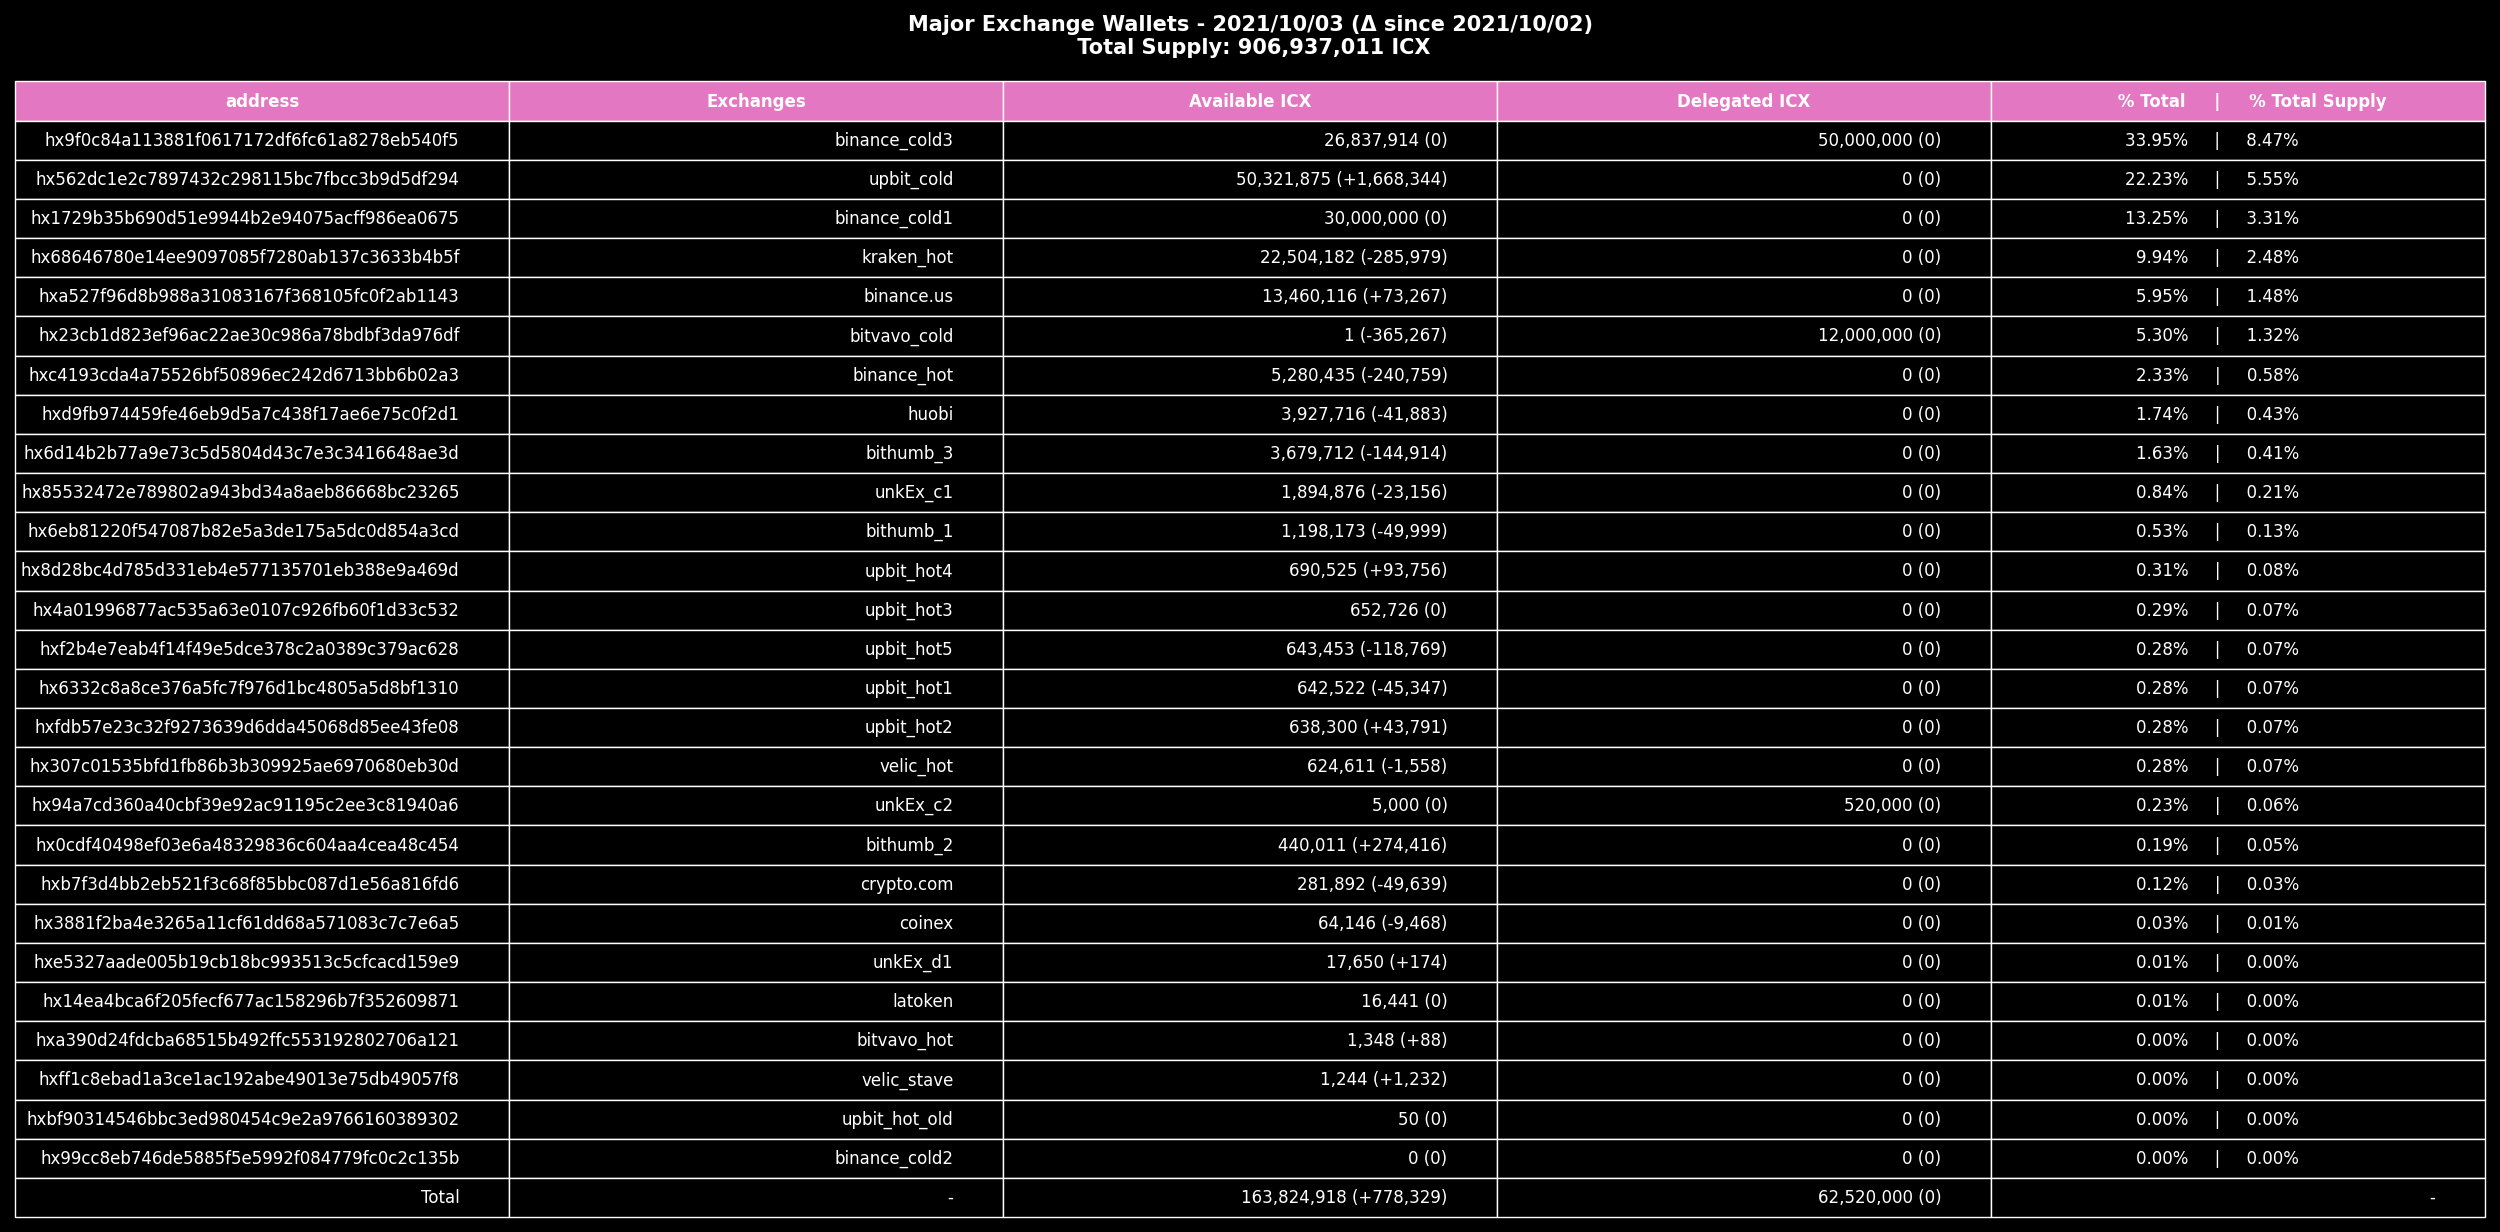 Major Exchange Wallets - 2021/10/03 (Δ since 2021/10/02)
Total Supply: 906,937,011 ICX
address Exchanges Available ICX Delegated ICX % Total | % Total Supply
hx9f0c84a113881f0617172df6fc61a8278eb540f5 binance_cold3 26,837,914 (0) 50,000,000 (0) 33.95% | 8.47%
hx562dc1e2c7897432c298115bc7fbcc3b9d5df294 upbit_cold 50,321,875 (+1,668,344) 0 (0) 22.23% | 5.55%
hx1729b35b690d51e9944b2e94075acff986ea0675 binance_cold1 30,000,000 (0) 0 (0) 13.25% | 3.31%
hx68646780e14ee9097085f7280ab137c3633b4b5f kraken_hot 22,504,182 (-285,979) 0 (0) 9.94% | 2.48%
hxa527f96d8b988a31083167f368105fc0f2ab1143 binance.us 13,460,116 (+73,267) 0 (0) 5.95% | 1.48%
hx23cb1d823ef96ac22ae30c986a78bdbf3da976df bitvavo_cold 1 (-365,267) 12,000,000 (0) 5.30% | 1.32%
hxc4193cda4a75526bf50896ec242d6713bb6b02a3 binance_hot 5,280,435 (-240,759) 0 (0) 2.33% | 0.58%
hxd9fb974459fe46eb9d5a7c438f17ae6e75c0f2d1 huobi 3,927,716 (-41,883) 0 (0) 1.74% | 0.43%
hx6d14b2b77a9e73c5d5804d43c7e3c3416648ae3d bithumb_3 3,679,712 (-144,914) 0 (0) 1.63% | 0.41%
hx85532472e789802a943bd34a8aeb86668bc23265 unkEx_c1 1,894,876 (-23,156) 0 (0) 0.84% | 0.21%
hx6eb81220f547087b82e5a3de175a5dc0d854a3cd bithumb_1 1,198,173 (-49,999) 0 (0) 0.53% | 0.13%
hx8d28bc4d785d331eb4e577135701eb388e9a469d upbit_hot4 690,525 (+93,756) 0 (0) 0.31% | 0.08%
hx4a01996877ac535a63e0107c926fb60f1d33c532 upbit_hot3 652,726 (0) 0 (0) 0.29% | 0.07%
hxf2b4e7eab4f14f49e5dce378c2a0389c379ac628 upbit_hot5 643,453 (-118,769) 0 (0) 0.28% | 0.07%
hx6332c8a8ce376a5fc7f976d1bc4805a5d8bf1310 upbit_hot1 642,522 (-45,347) 0 (0) 0.28% | 0.07%
hxfdb57e23c32f9273639d6dda45068d85ee43fe08 upbit_hot2 638,300 (+43,791) 0 (0) 0.28% | 0.07%
hx307c01535bfd1fb86b3b309925ae6970680eb30d velic_hot 624,611 (-1,558) 0 (0) 0.28% | 0.07%
hx94a7cd360a40cbf39e92ac91195c2ee3c81940a6 unkEx_c2 5,000 (0) 520,000 (0) 0.23% | 0.06%
hx0cdf40498ef03e6a48329836c604aa4cea48c454 bithumb_2 440,011 (+274,416) 0 (0) 0.19% | 0.05%
hxb7f3d4bb2eb521f3c68f85bbc087d1e56a816fd6 crypto.com 281,892 (-49,639) 0 (0) 0.12% | 0.03%
hx3881f2ba4e3265a11cf61dd68a571083c7c7e6a5 coinex 64,146 (-9,468) 0 (0) 0.03% | 0.01%
hxe5327aade005b19cb18bc993513c5cfcacd159e9 unkEx_d1 17,650 (+174) 0 (0) 0.01% | 0.00%
hx14ea4bca6f205fecf677ac158296b7f352609871 latoken 16,441 (0) 0 (0) 0.01% | 0.00%
hxa390d24fdcba68515b492ffc553192802706a121 bitvavo_hot 1,348 (+88) 0 (0) 0.00% | 0.00%
hxff1c8ebad1a3ce1ac192abe49013e75db49057f8 velic_stave 1,244 (+1,232) 0 (0) 0.00% | 0.00%
hxbf90314546bbc3ed980454c9e2a9766160389302 upbit_hot_old 50 (0) 0 (0) 0.00% | 0.00%
hx99cc8eb746de5885f5e5992f084779fc0c2c135b binance_cold2 0 (0) 0 (0) 0.00% | 0.00%
Total - 163,824,918 (+778,329) 62,520,000 (0) -